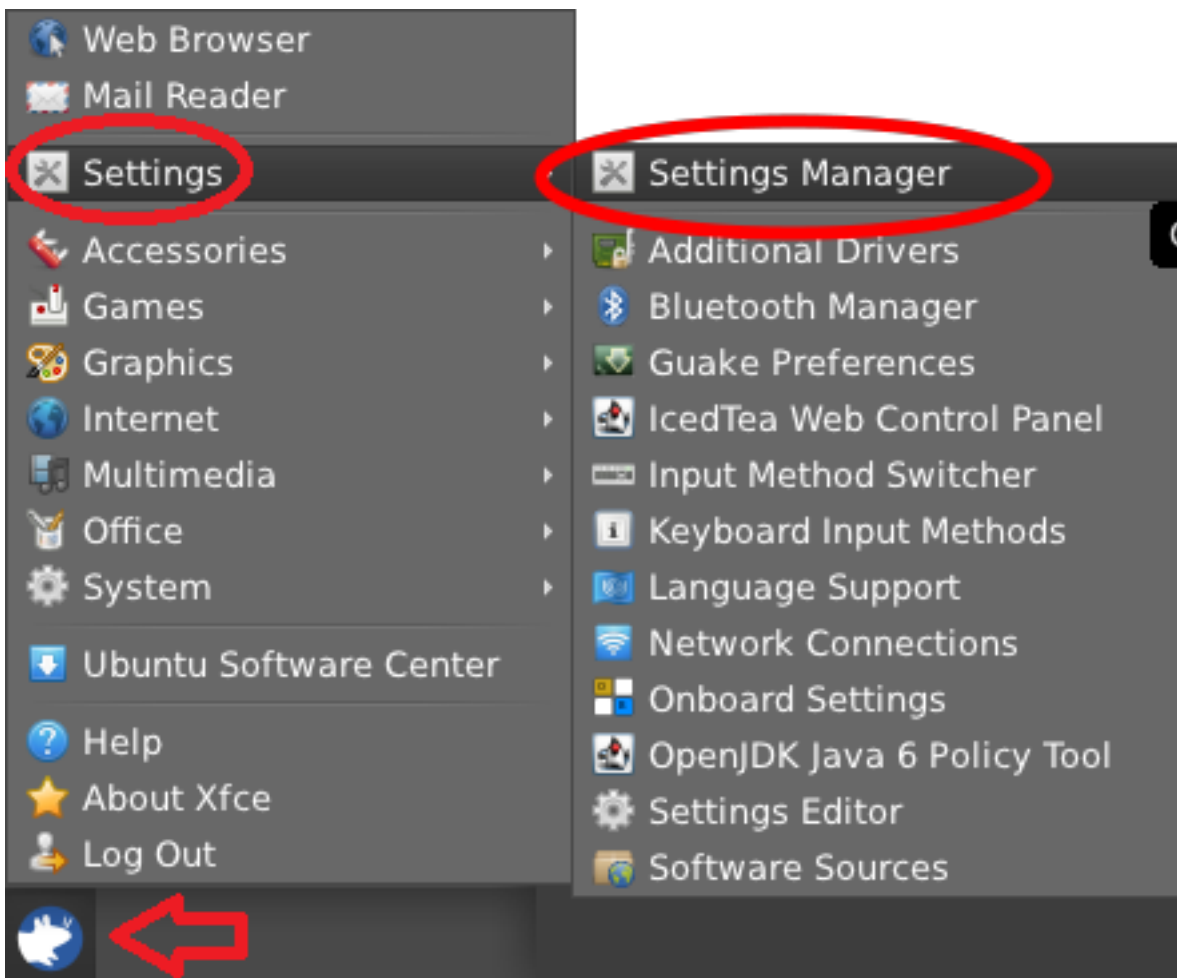 Web Browser
Mail Reader
Settings
Accessories
Games
Graphics
Internet
Multimedia
Office
System
Ubuntu Software Center
Help
About Xfce
Log Out
Settings Manager
Additional Drivers
Bluetooth Manager
Guake Preferences
IcedTea Web Control Panel
Input Method Switcher
Keyboard Input Methods
Language Support
Network Connections
Onboard Settings
OpenJDK Java 6 Policy Tool
Settings Editor
Software Sources